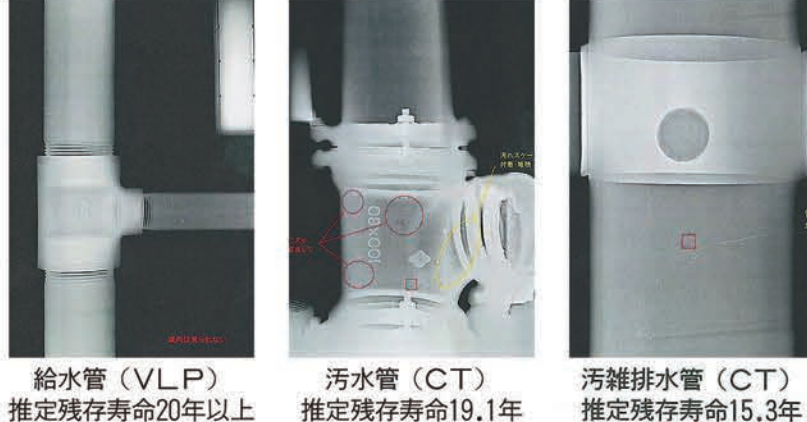 100X80
給水管（VLP）
推定残存寿命20年以上
汚水管（CT）
推定残存寿命19.1年
汚雑排水管（CT）
推定残存寿命15.3年